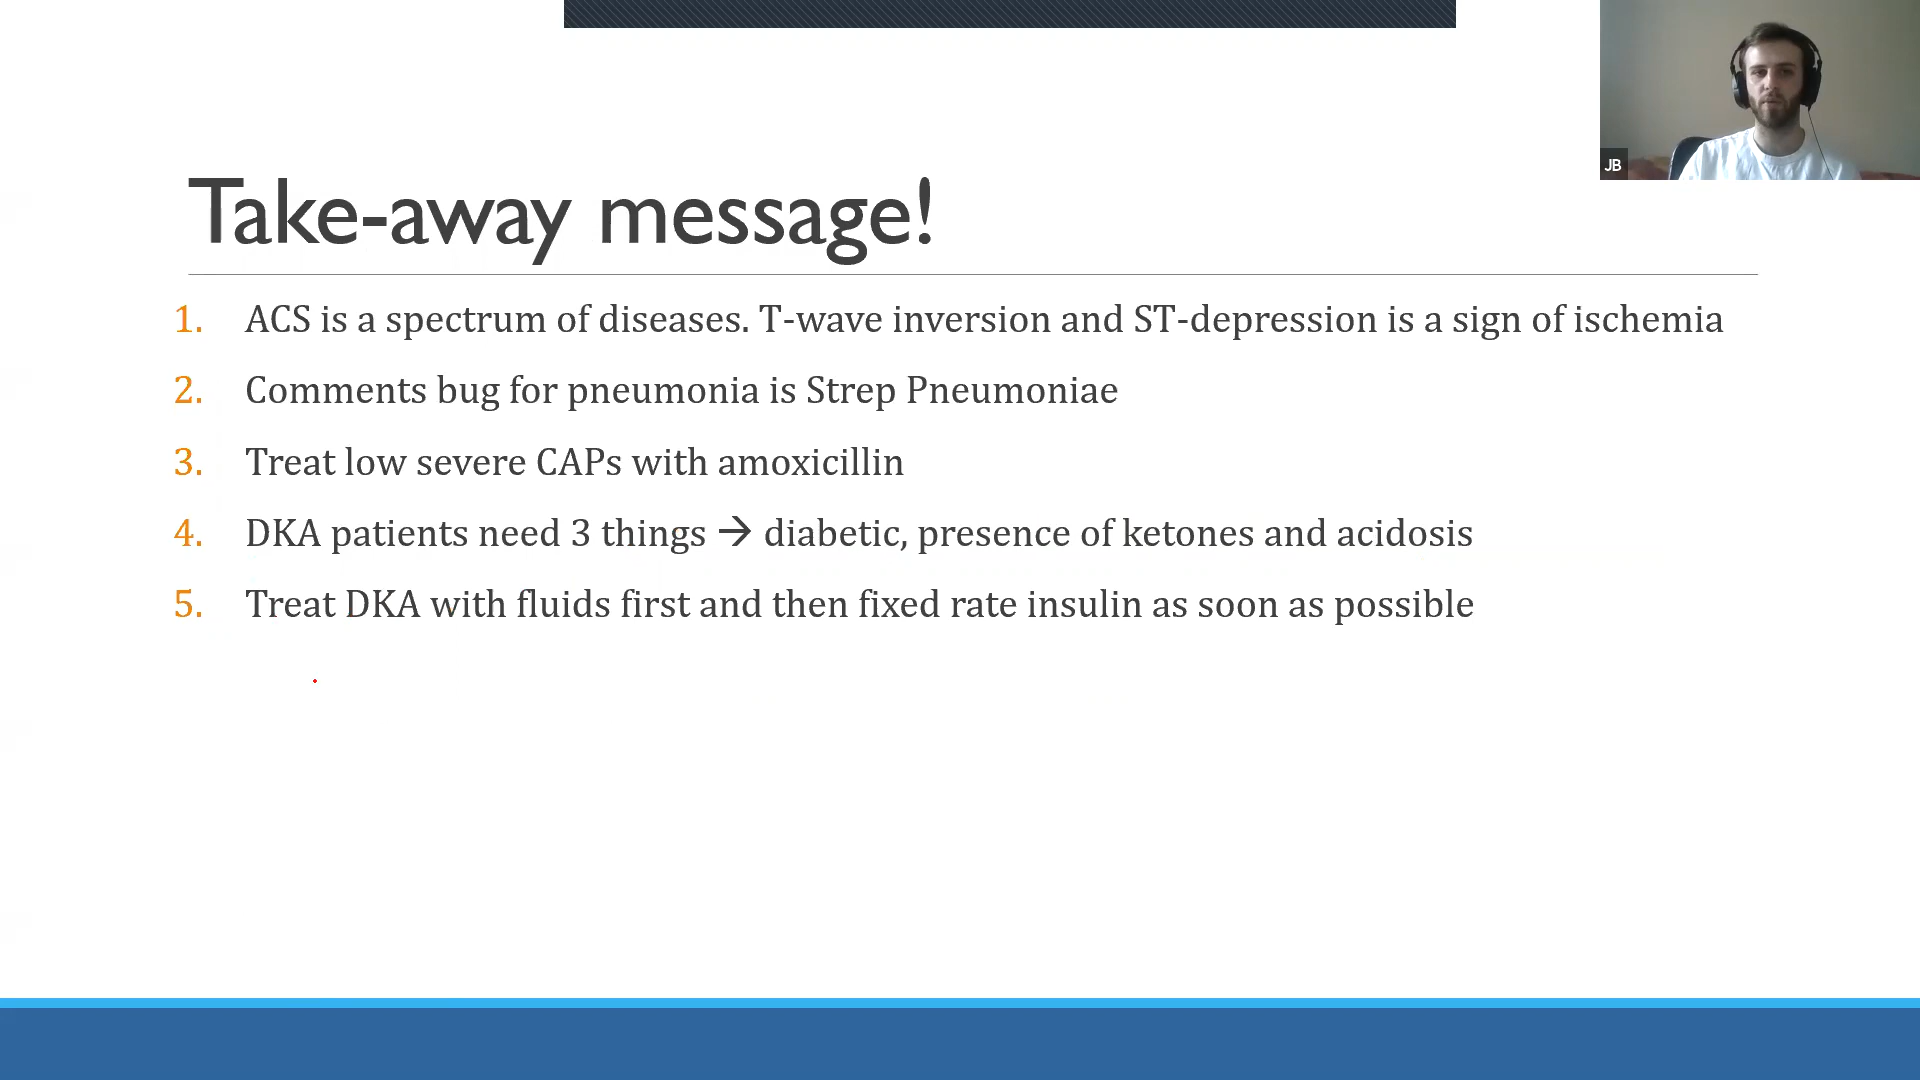 JB
Take-away message!
1. ACS is a spectrum of diseases. T-wave inversion and ST-depression is a sign of ischemia
2. Comments bug for pneumonia is Strep Pneumoniae
3. Treat low severe CAPs with amoxicillin
4. DKA patients need 3 things → diabetic, presence of ketones and acidosis
5. Treat DKA with fluids first and then fixed rate insulin as soon as possible